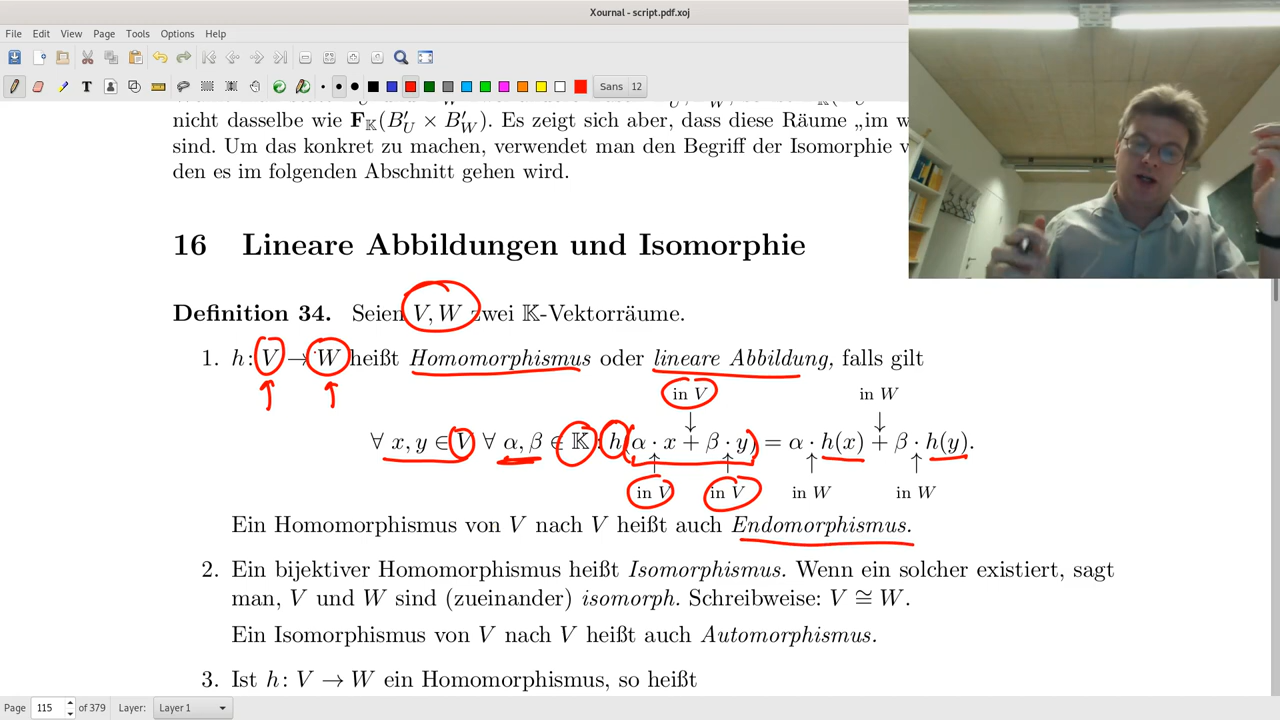 Xournal - script.pdf.xoj
File Edit View Page Tools Options Help
Sans 12
nicht dasselbe wie F𝕂(B′U × B′W). Es zeigt sich aber, dass diese Räume „im w
sind. Um das konkret zu machen, verwendet man den Begriff der Isomorphie v
den es im folgenden Abschnitt gehen wird.
16 Lineare Abbildungen und Isomorphie
Definition 34. Seien V, W zwei 𝕂-Vektorräume.
1. h: V → W heißt Homomorphismus oder lineare Abbildung, falls gilt
in V in W
↓ ↓
∀ x, y ∈ V ∀ α, β ∈ 𝕂: h(α · x + β · y) = α · h(x) + β · h(y).
↑ ↑ ↑ ↑
in V in V in W in W
Ein Homomorphismus von V nach V heißt auch Endomorphismus.
2. Ein bijektiver Homomorphismus heißt Isomorphismus. Wenn ein solcher existiert, sagt
man, V und W sind (zueinander) isomorph. Schreibweise: V ≅ W.
Ein Isomorphismus von V nach V heißt auch Automorphismus.
3. Ist h: V → W ein Homomorphismus, so heißt
Page 115 of 379 Layer: Layer 1